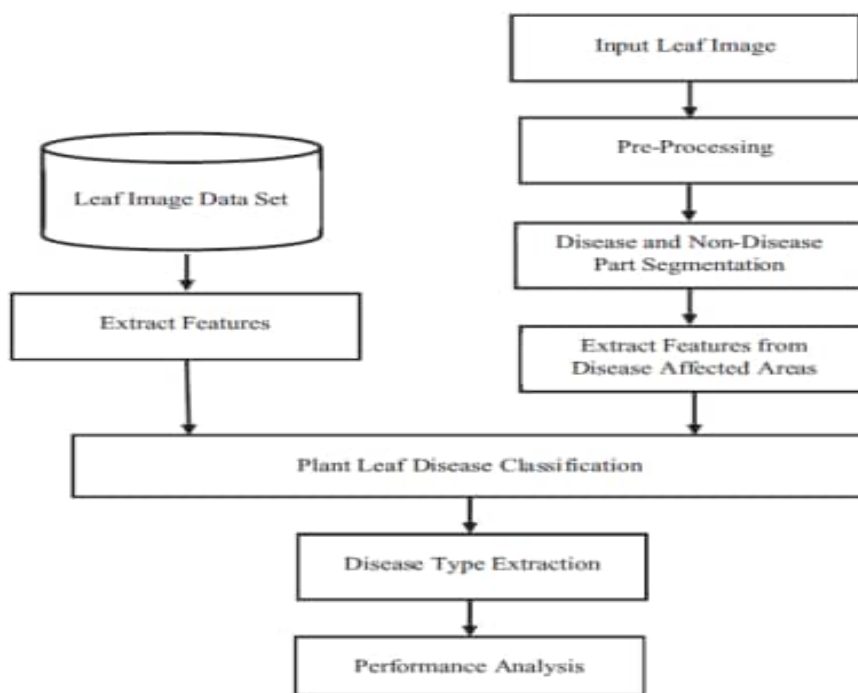 Input Leaf Image
Pre-Processing
Leaf Image Data Set
Disease and Non-Disease
Part Segmentation
Extract Features
Extract Features from
Disease Affected Areas
Plant Leaf Disease Classification
Disease Type Extraction
Performance Analysis